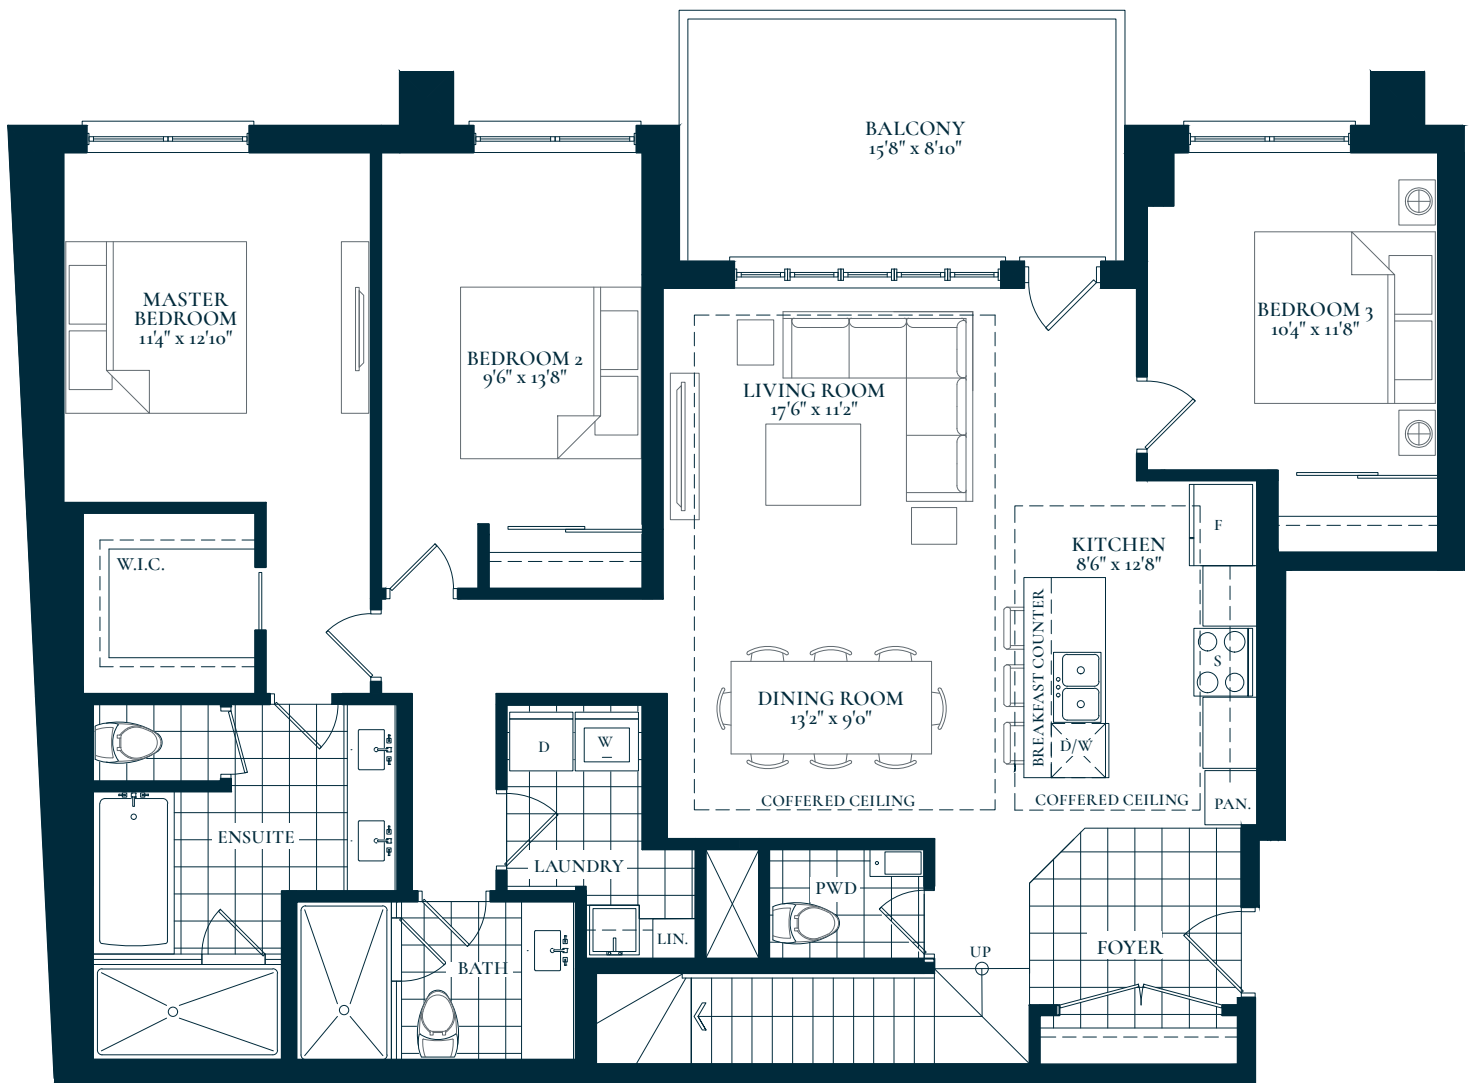 BALCONY
15'8" x 8'10"
MASTER
BEDROOM
11'4" x 12'10"
BEDROOM 2
9'6" x 13'8"
LIVING ROOM
17'6" x 11'2"
BEDROOM 3
10'4" x 11'8"
W.I.C.
KITCHEN
8'6" x 12'8"
F
BREAKFAST COUNTER
S
DINING ROOM
13'2" x 9'0"
D
W
D/W
COFFERED CEILING
COFFERED CEILING
PAN.
ENSUITE
LAUNDRY
PWD
LIN.
BATH
UP
FOYER